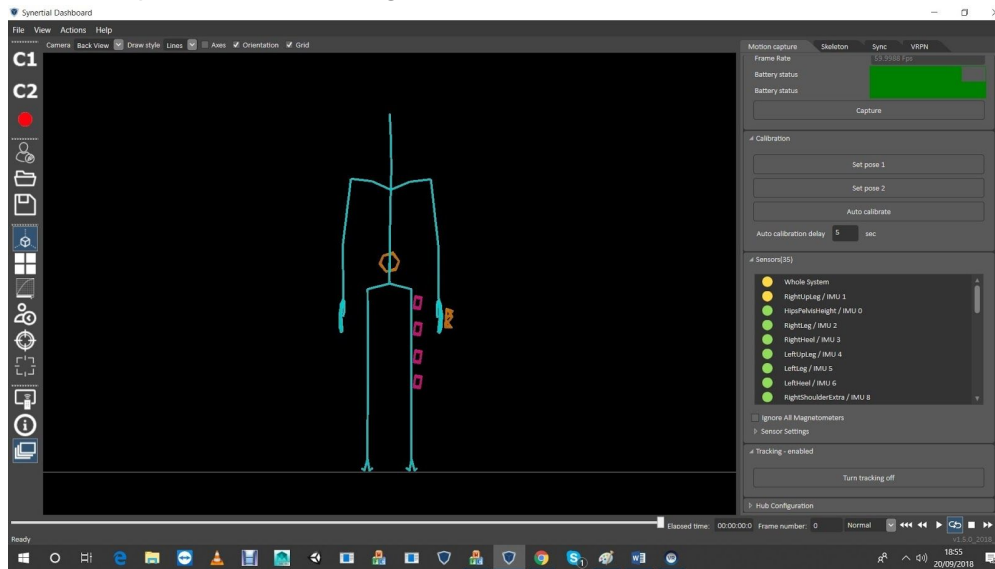 Synertial Dashboard
File View Actions Help
Camera Back View Draw style Lines Axes Orientation Grid
C1
C2
Motion capture Skeleton Sync VRPN
Frame Rate 59.9988 Fps
Battery status
Battery status
Capture
Calibration
Set pose 1
Set pose 2
Auto calibrate
Auto calibration delay 5 sec
Sensors(35)
Whole System
RightUpLeg / IMU 1
HipsPelvisHeight / IMU 0
RightLeg / IMU 2
RightHeel / IMU 3
LeftUpLeg / IMU 4
LeftLeg / IMU 5
LeftHeel / IMU 6
RightShoulderExtra / IMU 8
Ignore All Magnetometers
Sensor Settings
Tracking - enabled
Turn tracking off
Hub Configuration
Elapsed time: 00:00:00:0 Frame number: 0 Normal
Ready
v1.5.0_2018
18:55
20/09/2018